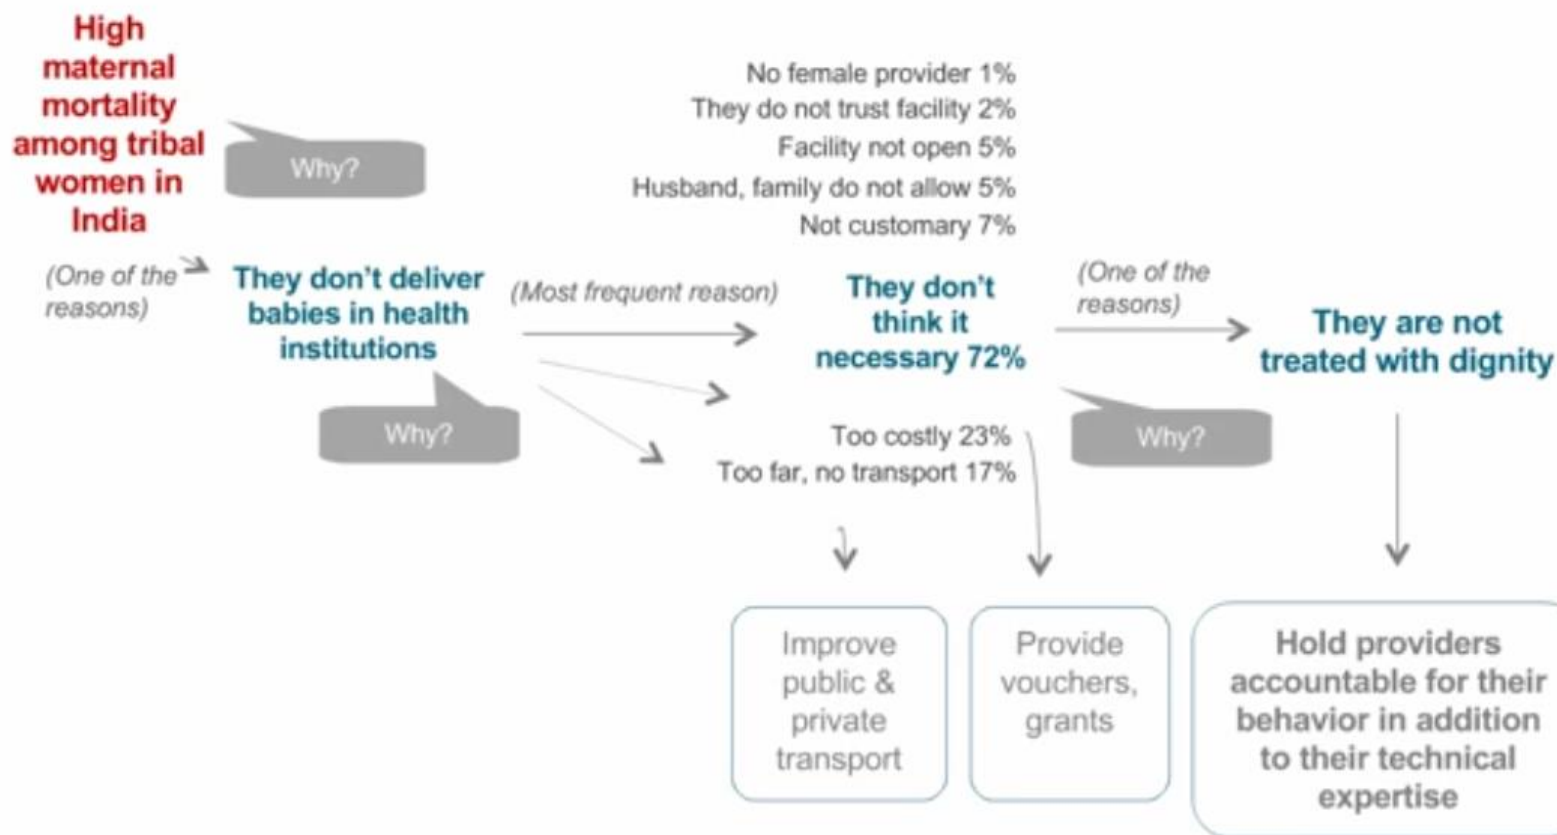 High
maternal
mortality
among tribal
women in
India
Why?
(One of the
reasons)
They don't deliver
babies in health
institutions
Why?
(Most frequent reason)
No female provider 1%
They do not trust facility 2%
Facility not open 5%
Husband, family do not allow 5%
Not customary 7%
They don't
think it
necessary 72%
Too costly 23%
Too far, no transport 17%
(One of the
reasons)
Why?
They are not
treated with dignity
Improve
public &
private
transport
Provide
vouchers,
grants
Hold providers
accountable for their
behavior in addition
to their technical
expertise